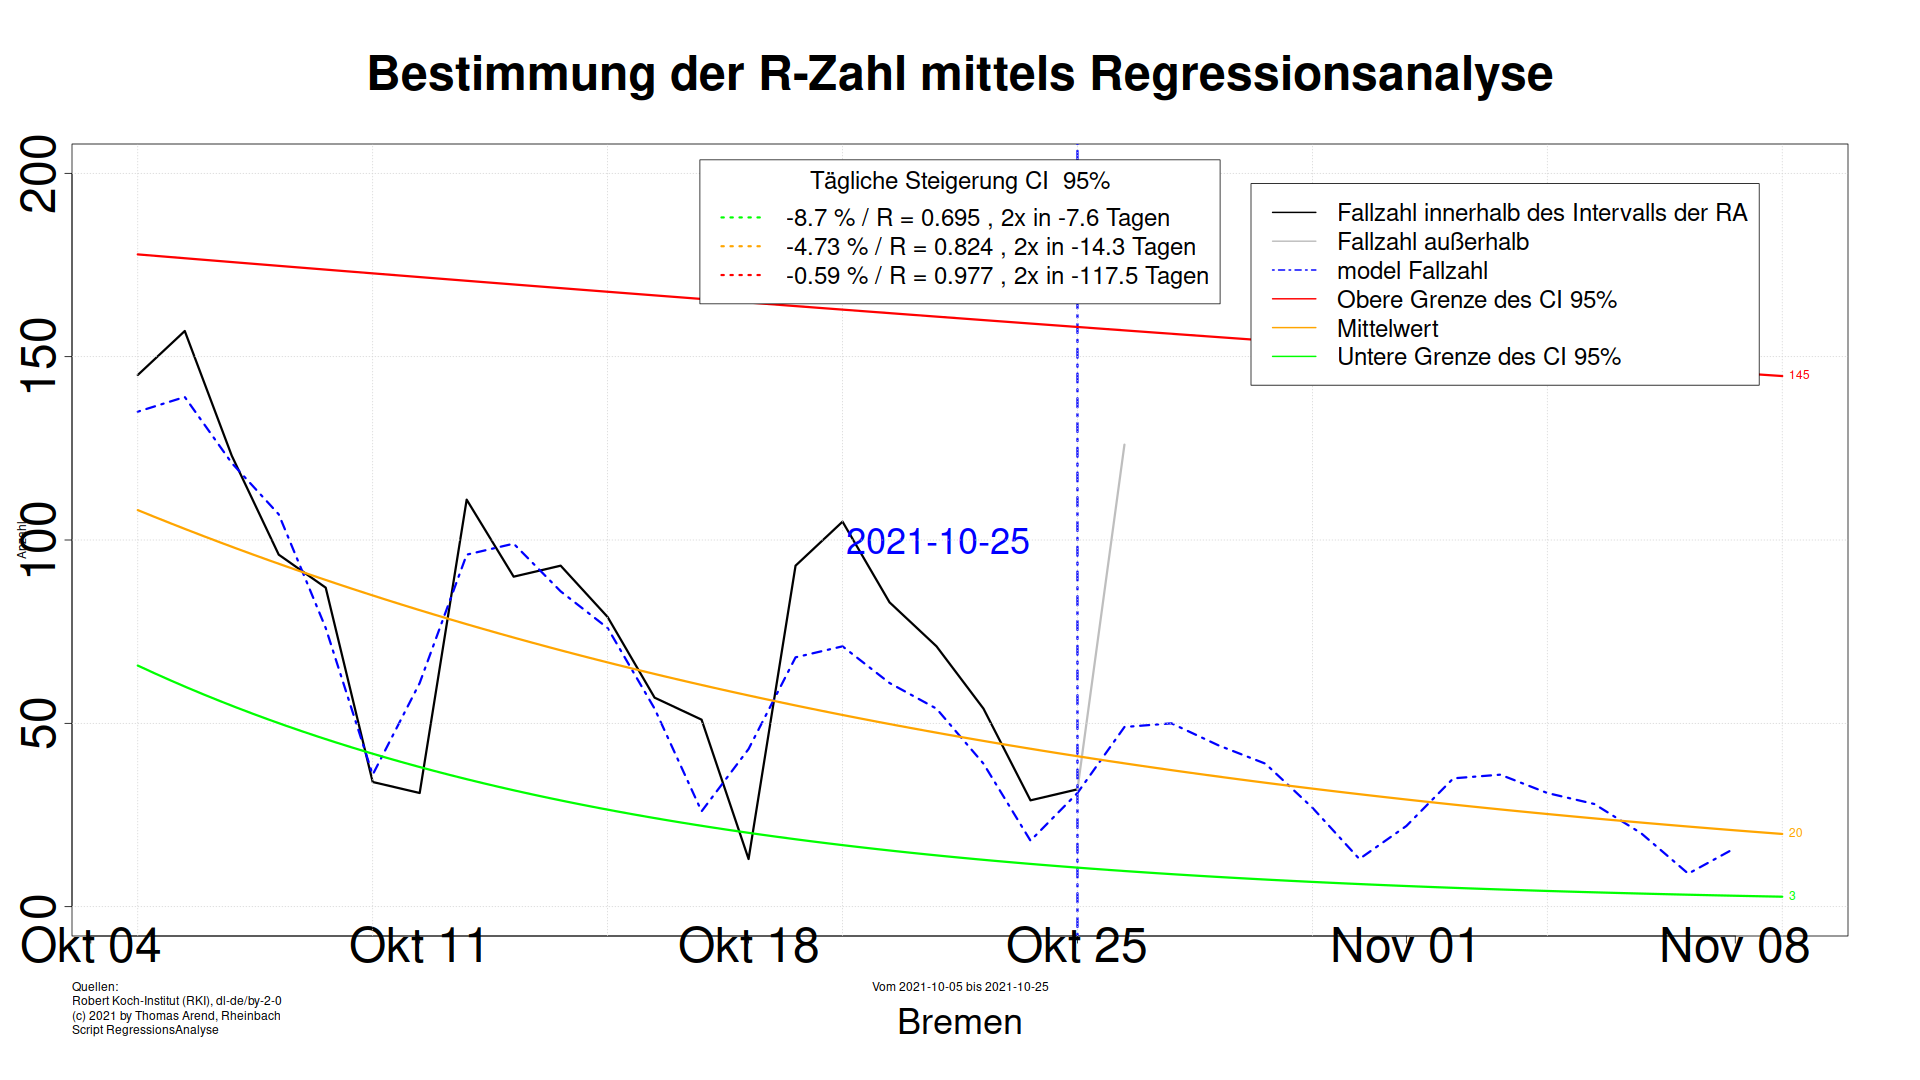 Bestimmung der R-Zahl mittels Regressionsanalyse
Anzahl
200
150
100
50
0
Tägliche Steigerung CI 95%
-8.7 % / R = 0.695 , 2x in -7.6 Tagen
-4.73 % / R = 0.824 , 2x in -14.3 Tagen
-0.59 % / R = 0.977 , 2x in -117.5 Tagen
Fallzahl innerhalb des Intervalls der RA
Fallzahl außerhalb
model Fallzahl
Obere Grenze des CI 95%
Mittelwert
Untere Grenze des CI 95%
145
2021-10-25
20
3
Okt 04
Okt 11
Okt 18
Okt 25
Nov 01
Nov 08
Quellen:
Robert Koch-Institut (RKI), dl-de/by-2-0
(c) 2021 by Thomas Arend, Rheinbach
Script RegressionsAnalyse
Vom 2021-10-05 bis 2021-10-25
Bremen